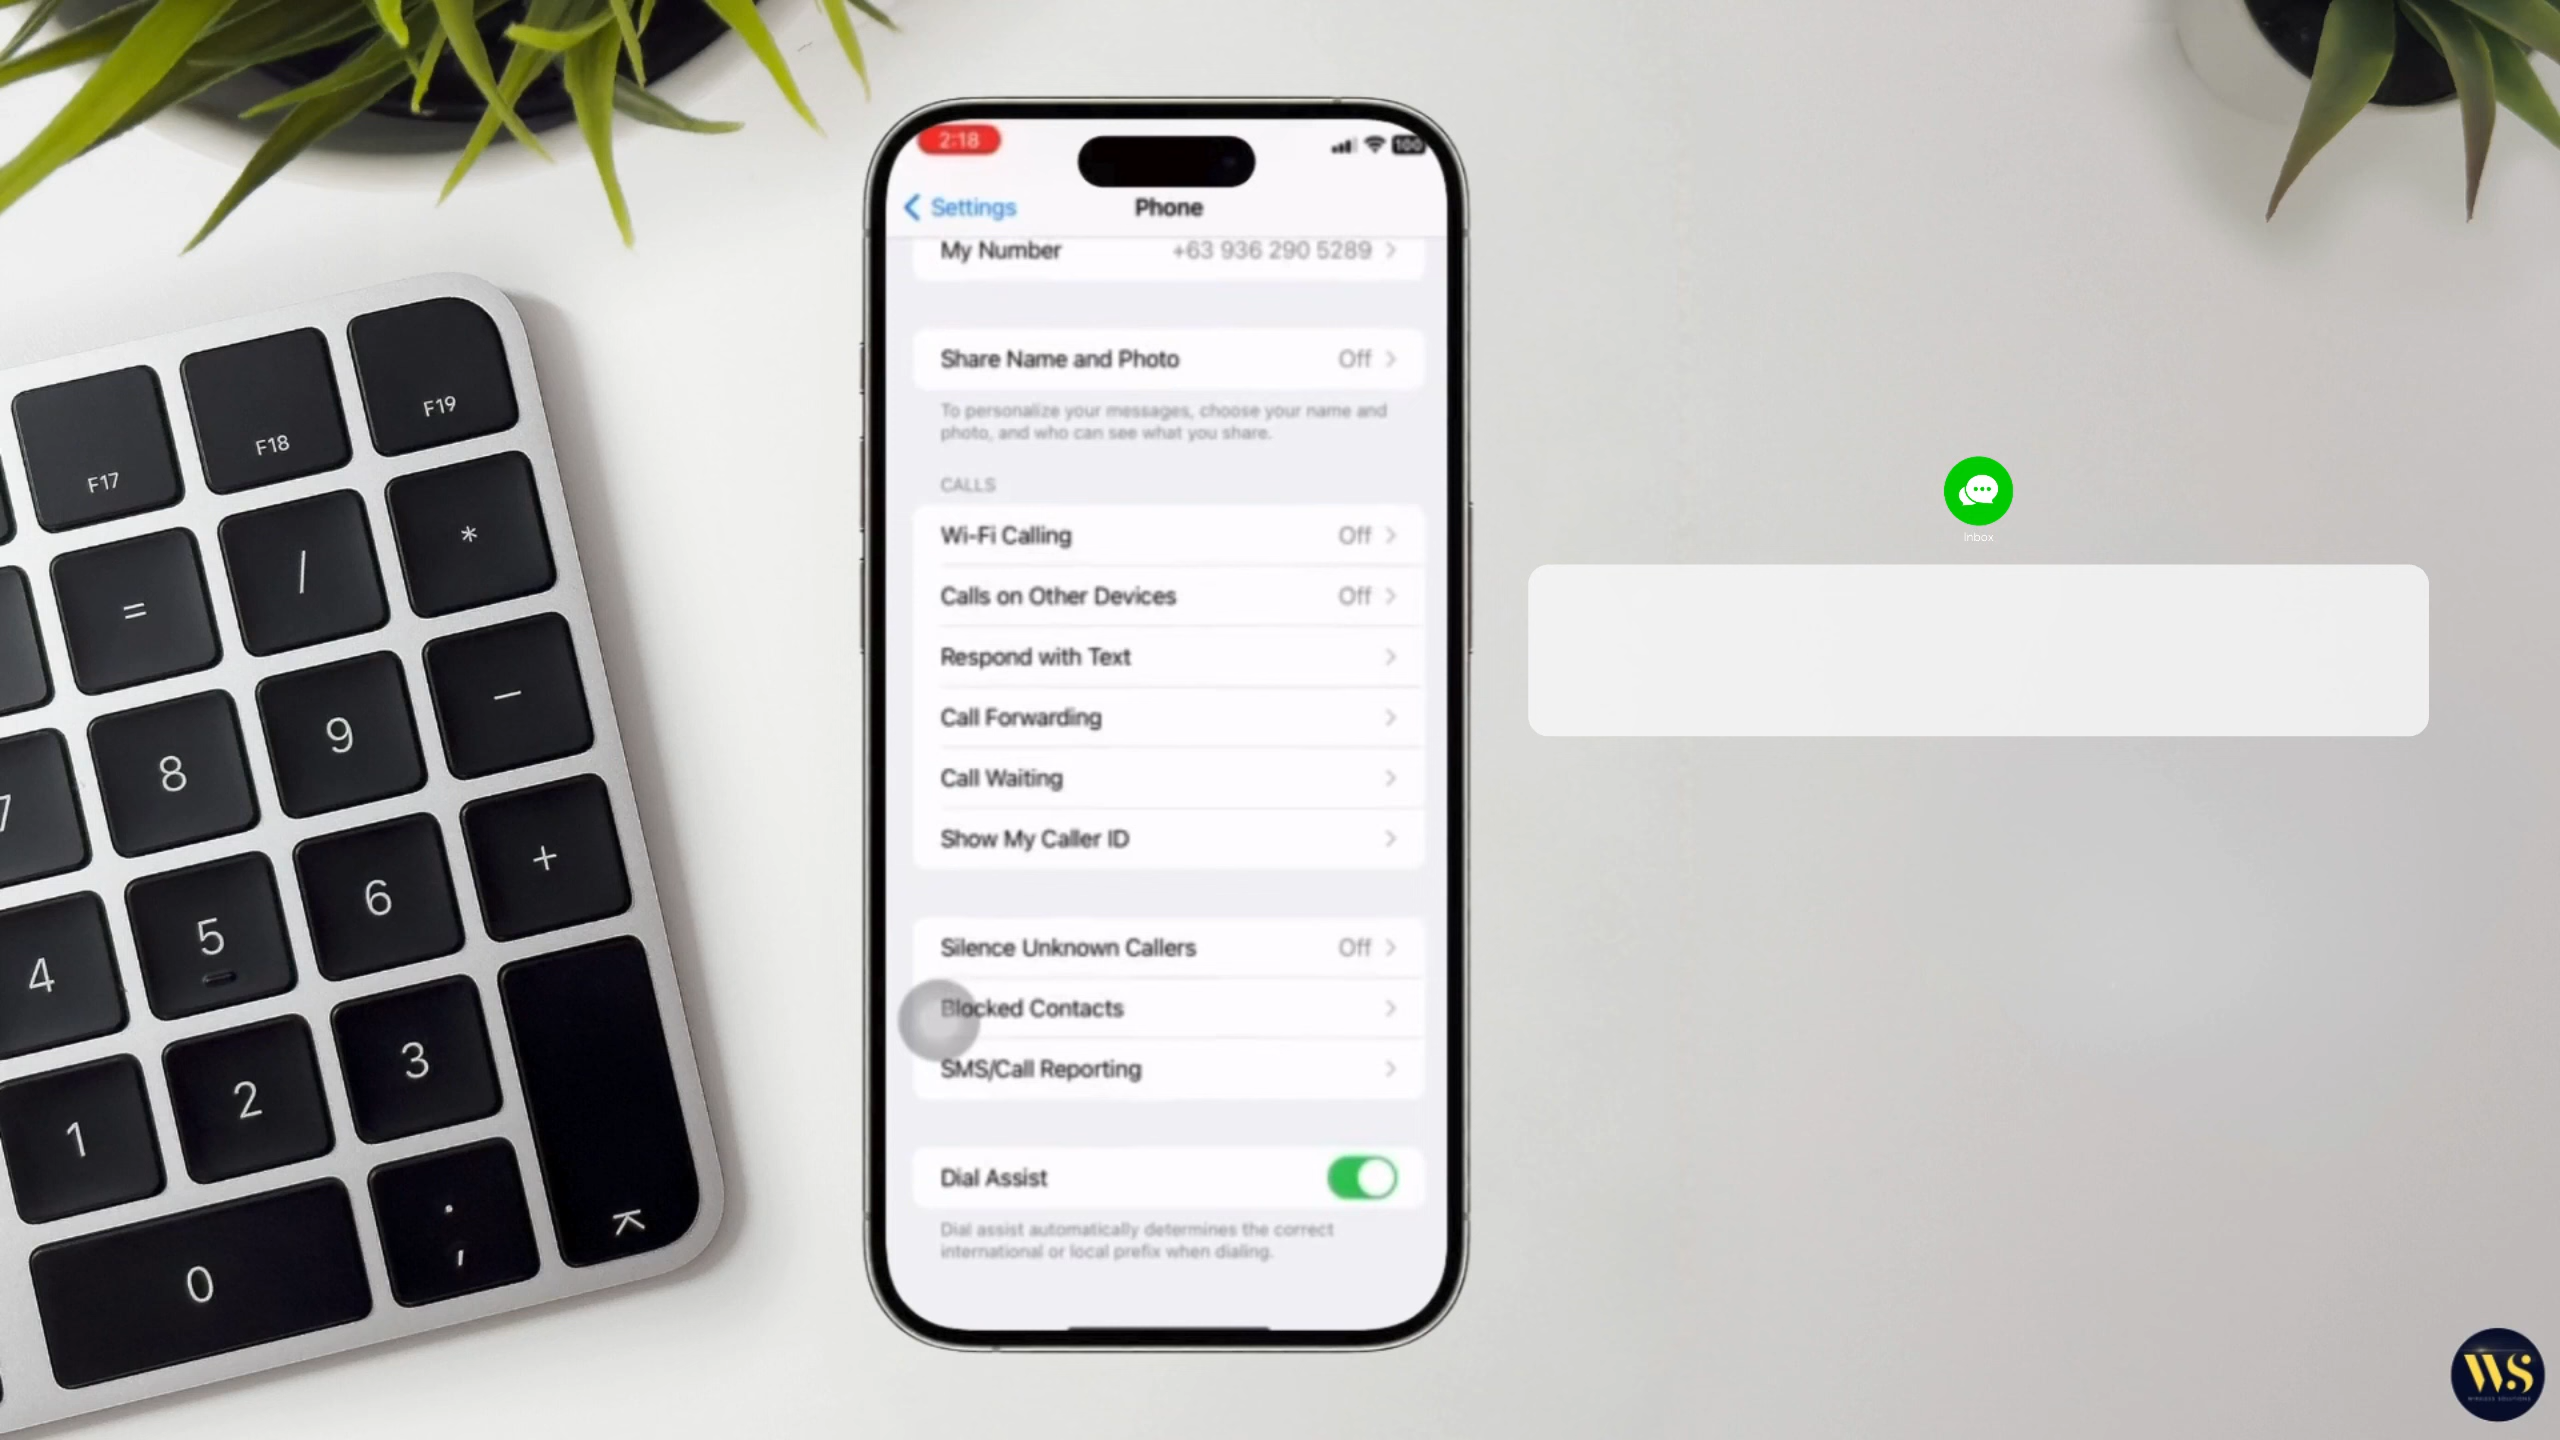 2:18
100
Settings
Phone
My Number
+63 936 290 5289
Share Name and Photo
Off
To personalize your messages, choose your name and
photo, and who can see what you share.
CALLS
Wi-Fi Calling
Off
Calls on Other Devices
Off
Respond with Text
Call Forwarding
Call Waiting
Show My Caller ID
Silence Unknown Callers
Off
Blocked Contacts
SMS/Call Reporting
Dial Assist
Dial assist automatically determines the correct
international or local prefix when dialing.
F17
F18
F19
=
/
*
7
8
9
–
4
5
6
+
1
2
3
0
.
,
Inbox
WS
WIRELESS SOLUTIONS